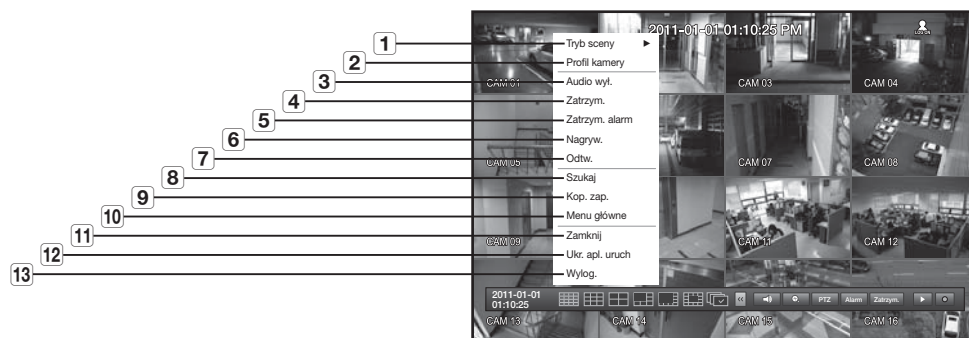 2011-01-01 01:10:25 PM
LOG ON
1 Tryb sceny
2 Profil kamery
3 Audio wył.
4 Zatrzym.
5 Zatrzym. alarm
6 Nagryw.
7 Odtw.
8 Szukaj
9 Kop. zap.
10 Menu główne
11 Zamknij
12 Ukr. apl. uruch
13 Wylog.
CAM 01
CAM 03
CAM 04
CAM 05
CAM 07
CAM 08
CAM 09
CAM 11
CAM 12
2011-01-01
01:10:25
PTZ
Alarm
Zatrzym.
CAM 13
CAM 14
CAM 15
CAM 16